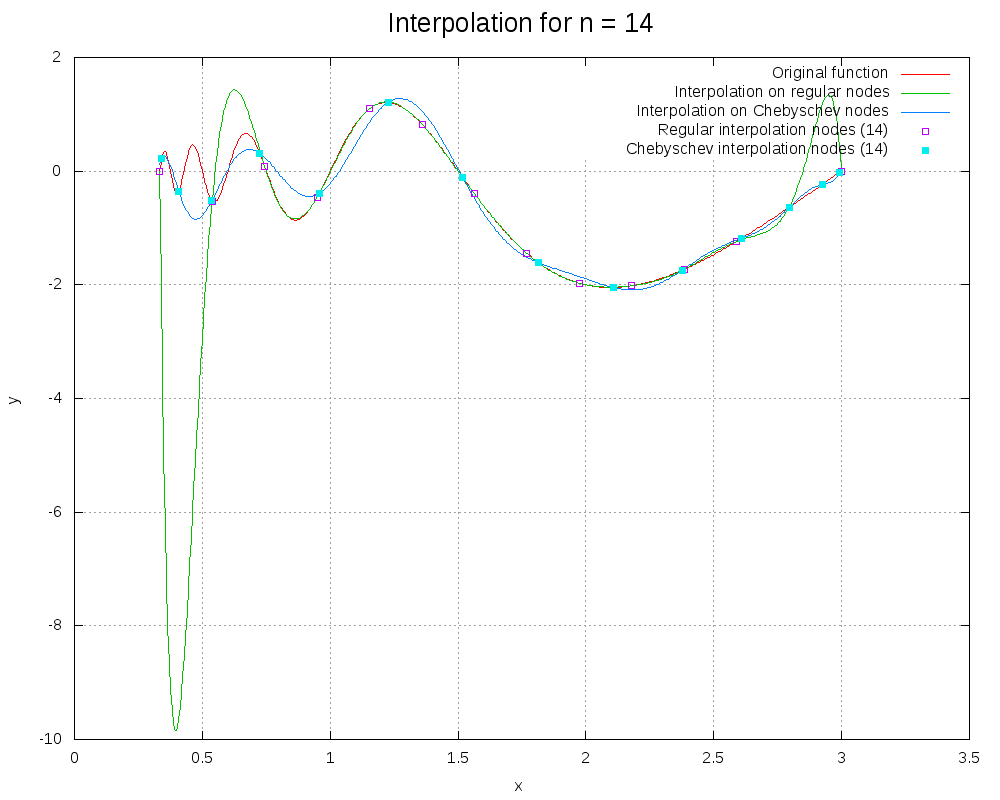 Interpolation for n = 14
Original function
Interpolation on regular nodes
Interpolation on Chebyschev nodes
Regular interpolation nodes (14)
Chebyschev interpolation nodes (14)
2
0
-2
-4
-6
-8
-10
y
0 0.5 1 1.5 2 2.5 3 3.5
x